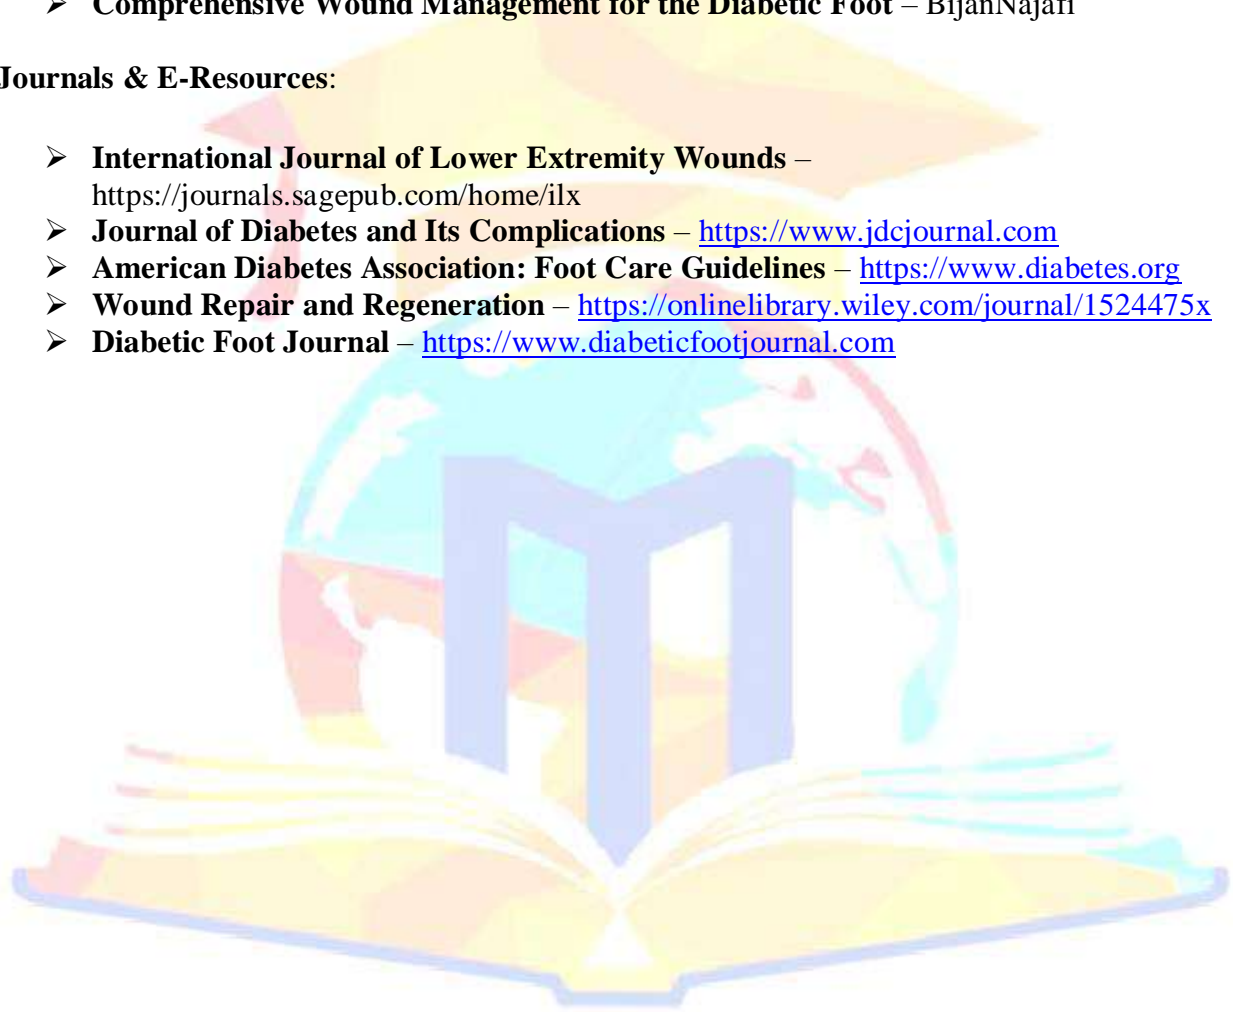 ➢ Comprehensive Wound Management for the Diabetic Foot – BijanNajafi
Journals & E-Resources:
➢ International Journal of Lower Extremity Wounds –
https://journals.sagepub.com/home/ilx
➢ Journal of Diabetes and Its Complications – https://www.jdcjournal.com
➢ American Diabetes Association: Foot Care Guidelines – https://www.diabetes.org
➢ Wound Repair and Regeneration – https://onlinelibrary.wiley.com/journal/1524475x
➢ Diabetic Foot Journal – https://www.diabeticfootjournal.com